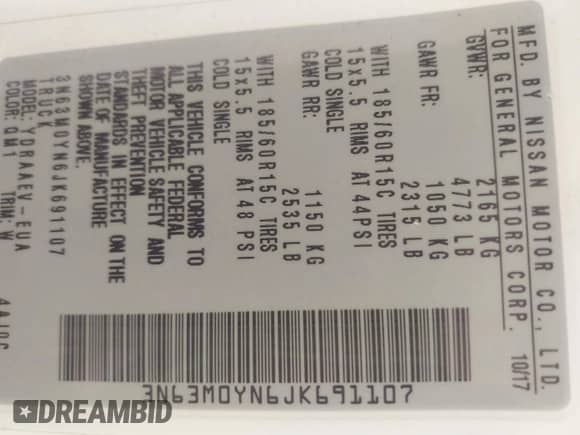 MFD. BY NISSAN MOTOR CO., LTD.
FOR GENERAL MOTORS CORP. 10/17
GVWR: 2165 KG
4773 LB
GAWR FR: 1050 KG
2315 LB
WITH 185/60R15C TIRES
15x5.5 RIMS AT 44PSI
COLD SINGLE
GAWR RR: 1150 KG
2535 LB
WITH 185/60R15C TIRES
15x5.5 RIMS AT 48 PSI
COLD SINGLE
THIS VEHICLE CONFORMS TO
ALL APPLICABLE FEDERAL
MOTOR VEHICLE SAFETY AND
THEFT PREVENTION
STANDARDS IN EFFECT ON THE
DATE OF MANUFACTURE
SHOWN ABOVE.
3N63M0YN6JK691107
TRUCK
MODEL: YDRAAEV-EUA
COLOR: QM1 TRIM: W
3N63M0YN6JK691107
DREAMBID